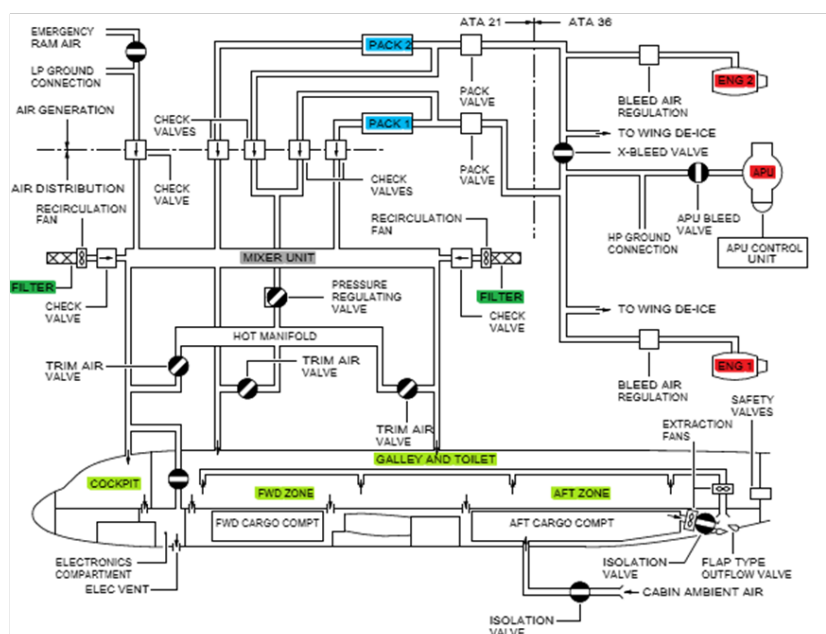 ATA 21
ATA 36
EMERGENCY
RAM AIR
LP GROUND
CONNECTION
AIR GENERATION
AIR DISTRIBUTION
CHECK
VALVES
PACK 2
PACK 1
PACK
VALVE
PACK
VALVE
BLEED AIR
REGULATION
ENG 2
TO WING DE-ICE
X-BLEED VALVE
APU
APU BLEED
VALVE
HP GROUND
CONNECTION
APU CONTROL
UNIT
CHECK
VALVE
CHECK
VALVES
RECIRCULATION
FAN
RECIRCULATION
FAN
MIXER UNIT
FILTER
FILTER
CHECK
VALVE
CHECK
VALVE
PRESSURE
REGULATING
VALVE
HOT MANIFOLD
TO WING DE-ICE
TRIM AIR
VALVE
TRIM AIR
VALVE
TRIM AIR
VALVE
BLEED AIR
REGULATION
ENG 1
SAFETY
VALVES
EXTRACTION
FANS
GALLEY AND TOILET
COCKPIT
FWD ZONE
AFT ZONE
FWD CARGO COMPT
AFT CARGO COMPT
ELECTRONICS
COMPARTMENT
ELEC VENT
ISOLATION
VALVE
FLAP TYPE
OUTFLOW VALVE
CABIN AMBIENT AIR
ISOLATION
VALVE